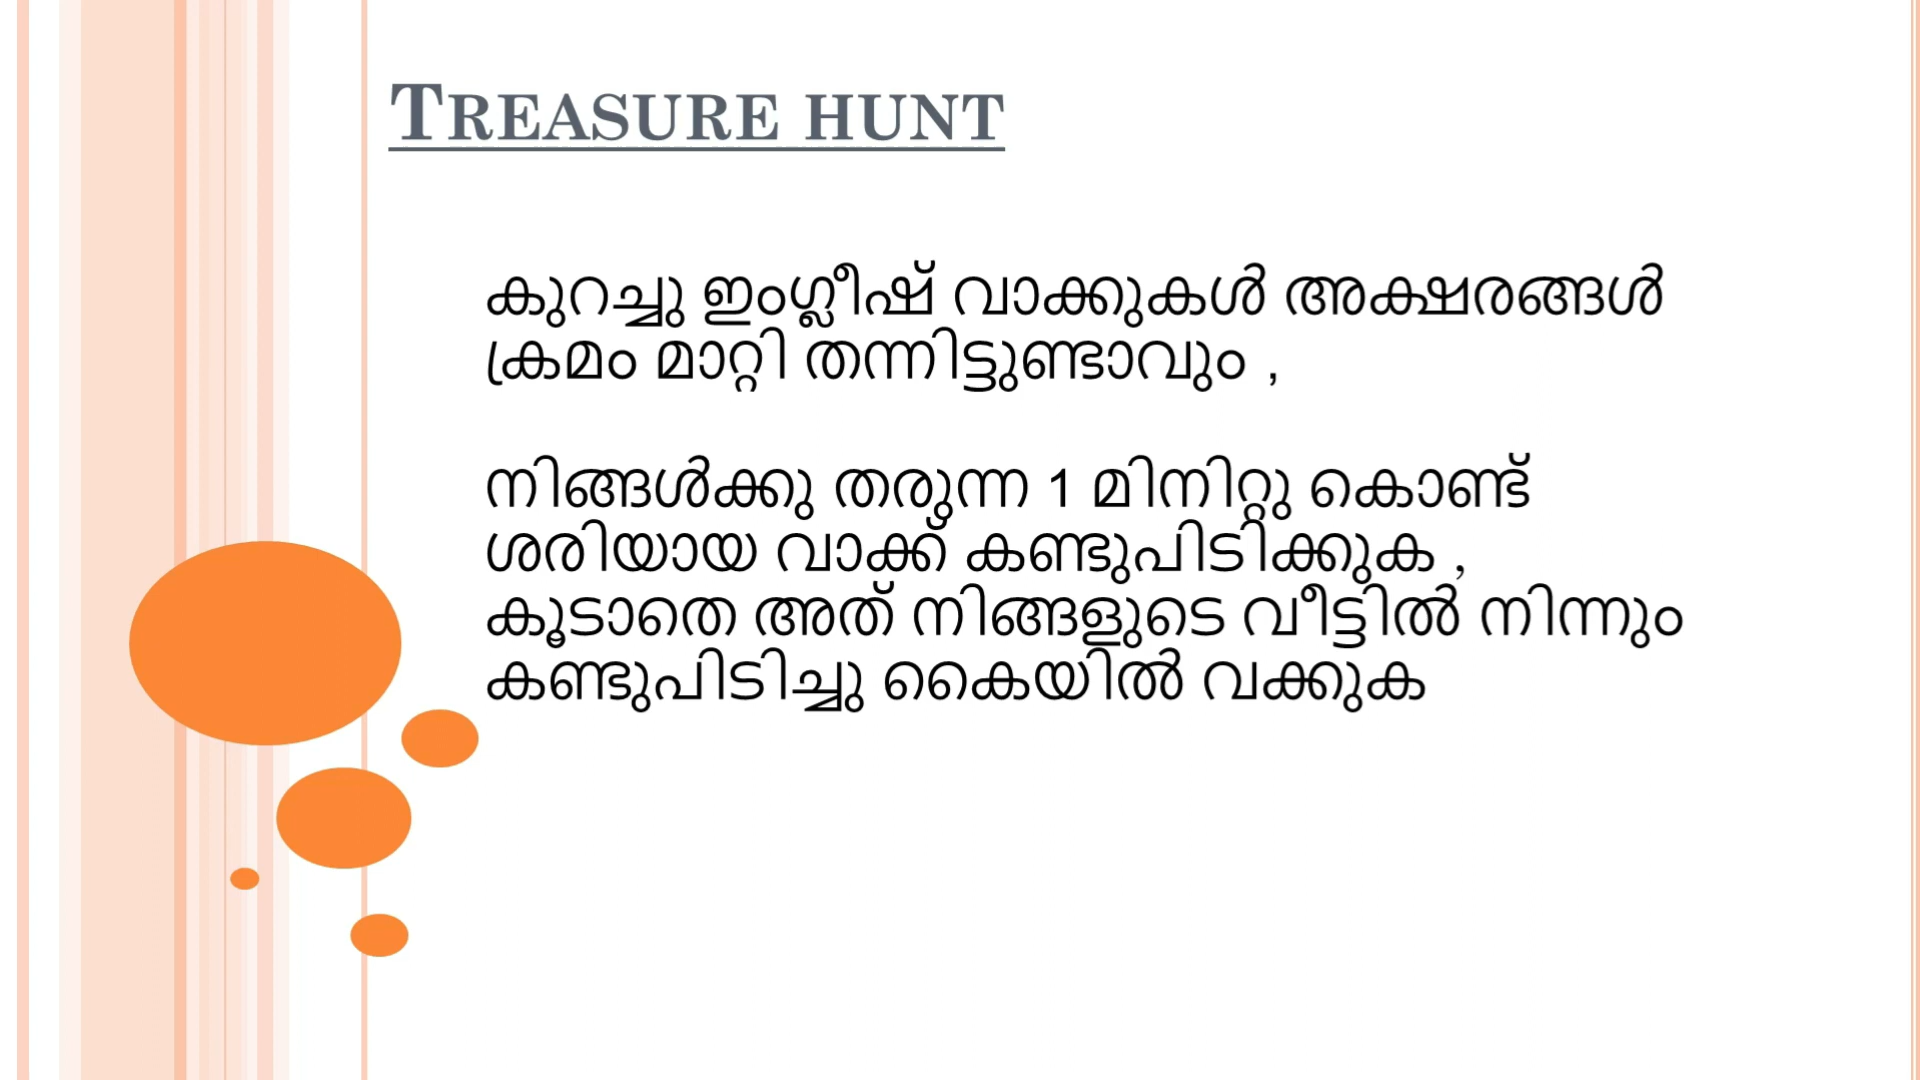 TREASURE HUNT
കുറച്ചു ഇംഗ്ലീഷ് വാക്കുകൾ അക്ഷരങ്ങൾ
ക്രമം മാറ്റി തന്നിട്ടുണ്ടാവും ,
നിങ്ങൾക്കു തരുന്ന 1 മിനിറ്റു കൊണ്ട്
ശരിയായ വാക്ക് കണ്ടുപിടിക്കുക ,
കൂടാതെ അത് നിങ്ങളുടെ വീട്ടിൽ നിന്നും
കണ്ടുപിടിച്ചു കൈയിൽ വക്കുക